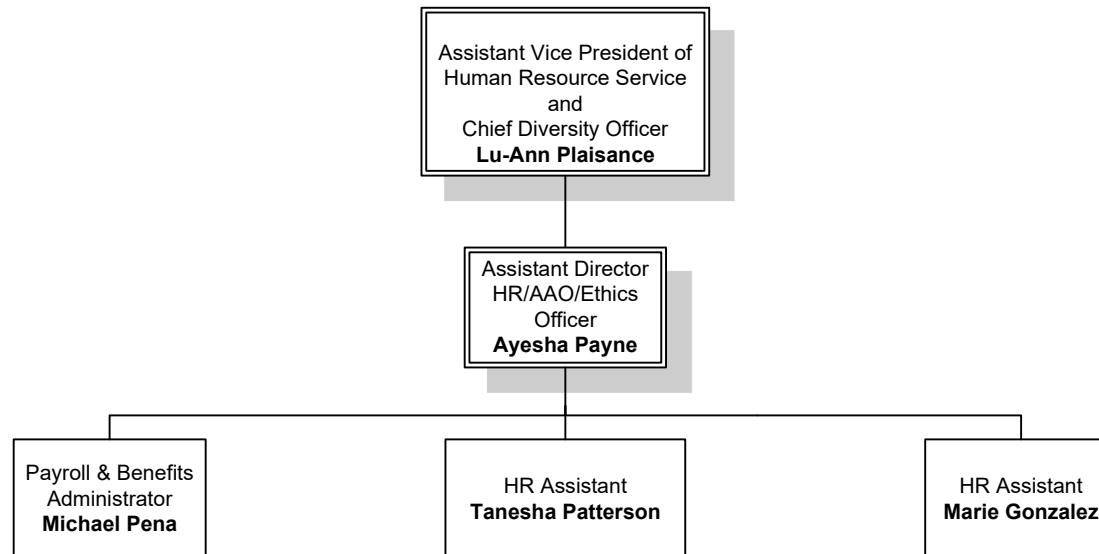 Assistant Vice President of
Human Resource Service
and
Chief Diversity Officer
Lu-Ann Plaisance
Assistant Director
HR/AAO/Ethics
Officer
Ayesha Payne
Payroll & Benefits
Administrator
Michael Pena
HR Assistant
Tanesha Patterson
HR Assistant
Marie Gonzalez